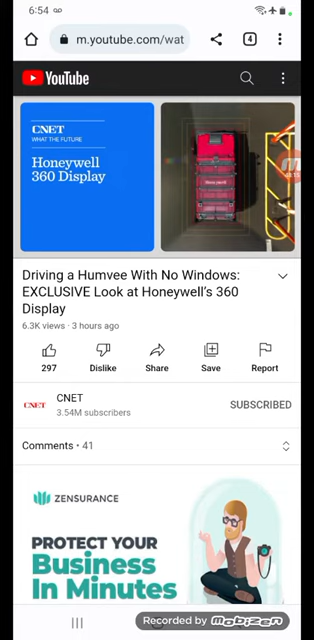 6:54
m.youtube.com/wat
4
YouTube
CNET
WHAT THE FUTURE
Honeywell
360 Display
Honeywell
Driving a Humvee With No Windows:
EXCLUSIVE Look at Honeywell's 360
Display
6.3K views · 3 hours ago
297
Dislike
Share
Save
Report
CNET
CNET
3.54M subscribers
SUBSCRIBED
Comments • 41
ZENSURANCE
PROTECT YOUR
Business
In Minutes
Recorded by mobizen